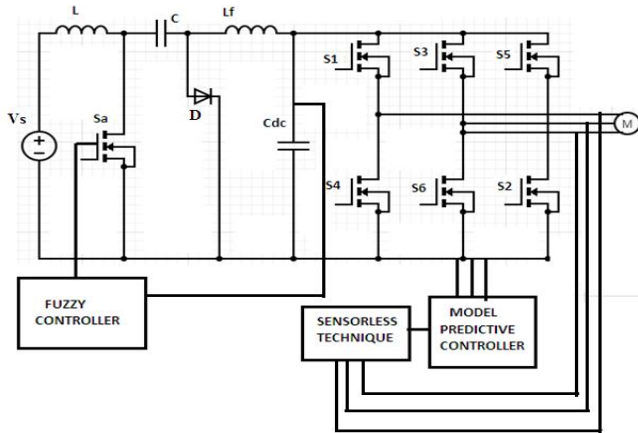 L
C
Lf
S1
S3
S5
Vs
+
−
Sa
D
Cdc
M
S4
S6
S2
FUZZY
CONTROLLER
SENSORLESS
TECHNIQUE
MODEL
PREDICTIVE
CONTROLLER